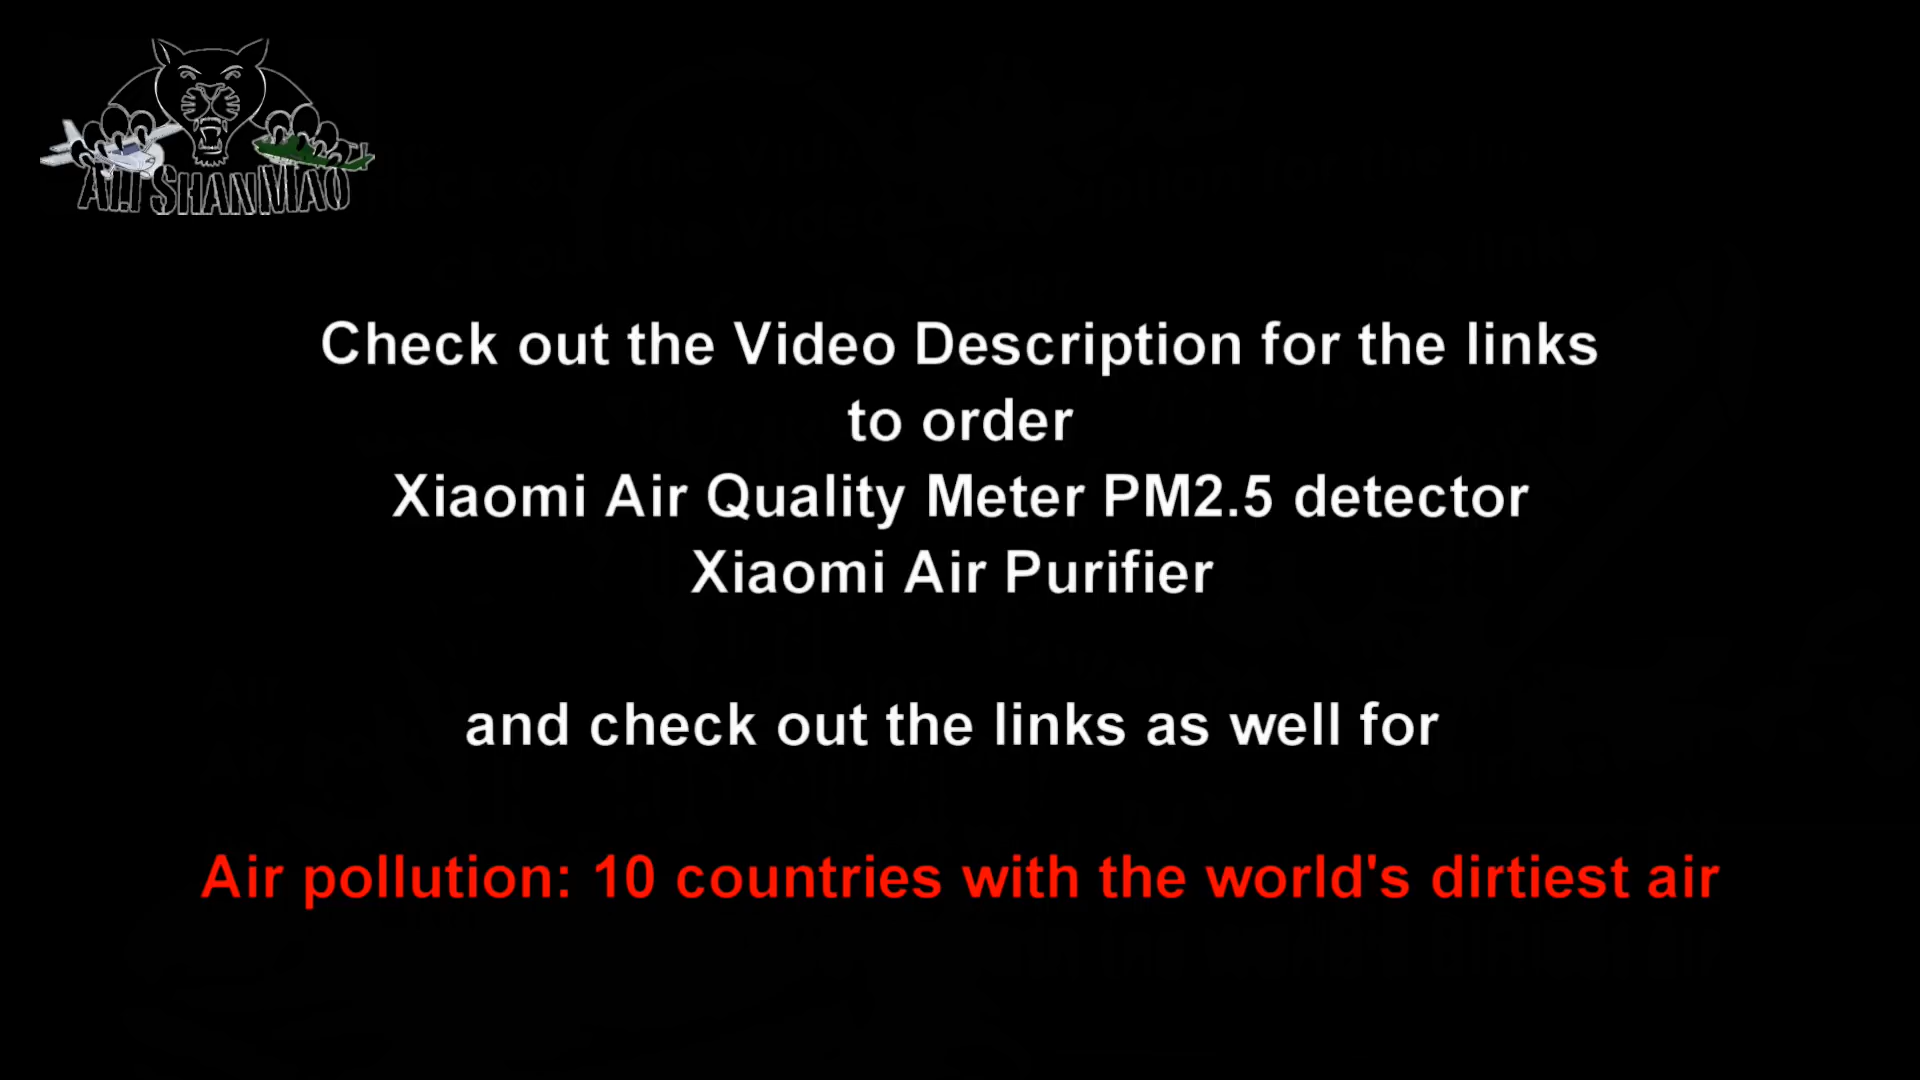 ALI SHANMAO
Check out the Video Description for the links
to order
Xiaomi Air Quality Meter PM2.5 detector
Xiaomi Air Purifier
and check out the links as well for
Air pollution: 10 countries with the world's dirtiest air